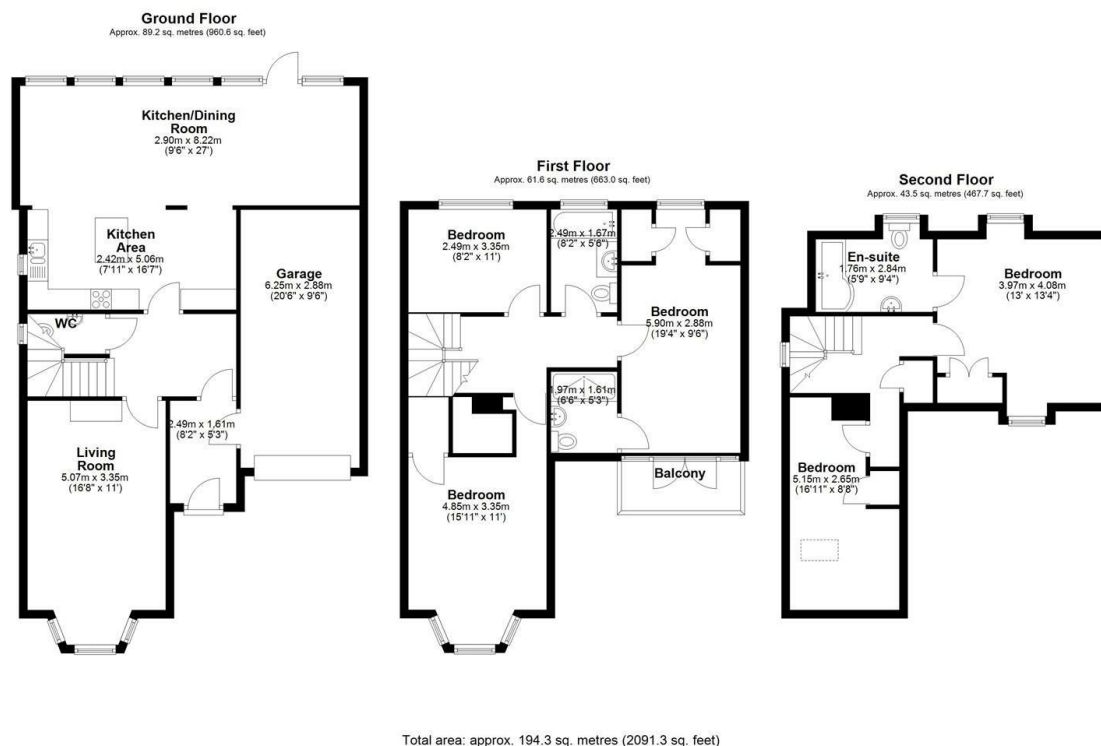 Ground Floor
Approx. 89.2 sq. metres (960.6 sq. feet)
Kitchen/Dining
Room
2.90m x 8.22m
(9'6" x 27')
Kitchen
Area
2.42m x 5.06m
(7'11" x 16'7")
Garage
6.25m x 2.88m
(20'6" x 9'6")
WC
2.49m x 1.61m
(8'2" x 5'3")
Living
Room
5.07m x 3.35m
(16'8" x 11')
First Floor
Approx. 61.6 sq. metres (663.0 sq. feet)
Bedroom
2.49m x 3.35m
(8'2" x 11')
2.49m x 1.67m
(8'2" x 5'6")
Bedroom
5.90m x 2.88m
(19'4" x 9'6")
1.97m x 1.61m
(6'6" x 5'3")
Balcony
Bedroom
4.85m x 3.35m
(15'11" x 11')
Second Floor
Approx. 43.5 sq. metres (467.7 sq. feet)
En-suite
1.76m x 2.84m
(5'9" x 9'4")
Bedroom
3.97m x 4.08m
(13' x 13'4")
Bedroom
5.15m x 2.65m
(16'11" x 8'8")
Total area: approx. 194.3 sq. metres (2091.3 sq. feet)